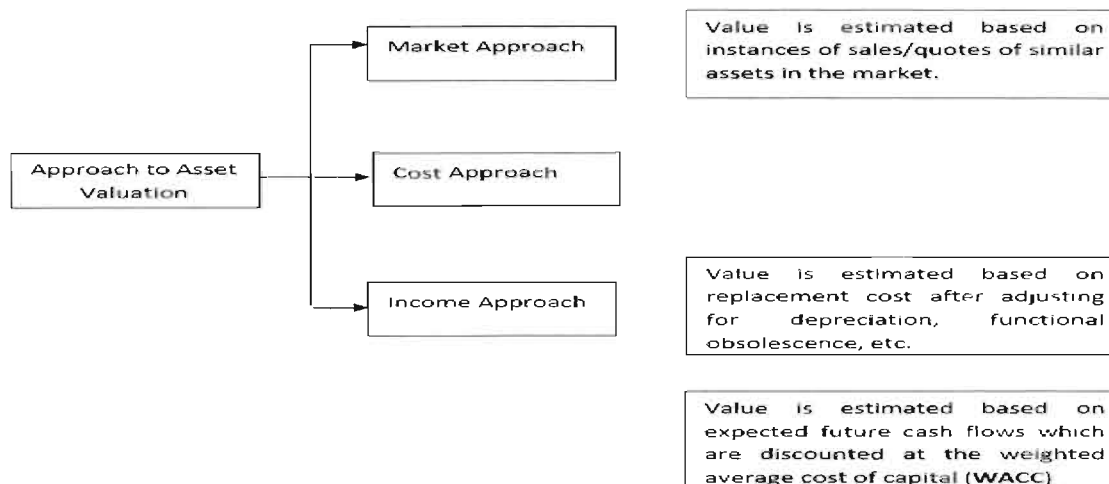 Market Approach
Value is estimated based on
instances of sales/quotes of similar
assets in the market.
Approach to Asset
Valuation
Cost Approach
Income Approach
Value is estimated based on
replacement cost after adjusting
for depreciation, functional
obsolescence, etc.
Value is estimated based on
expected future cash flows which
are discounted at the weighted
average cost of capital (WACC)